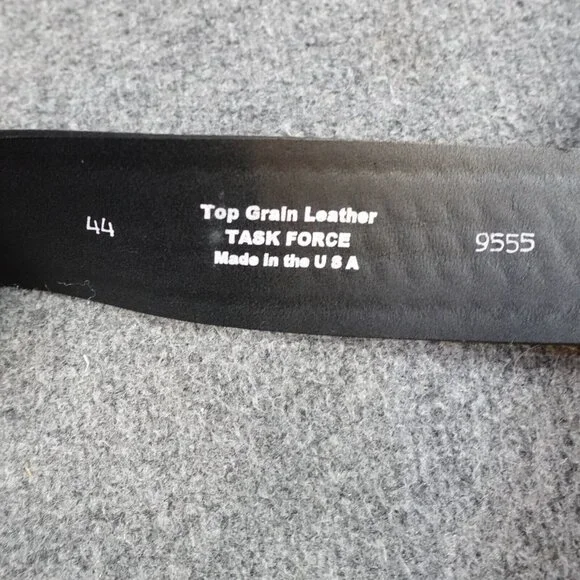 44
Top Grain Leather
TASK FORCE
Made in the U S A
9555